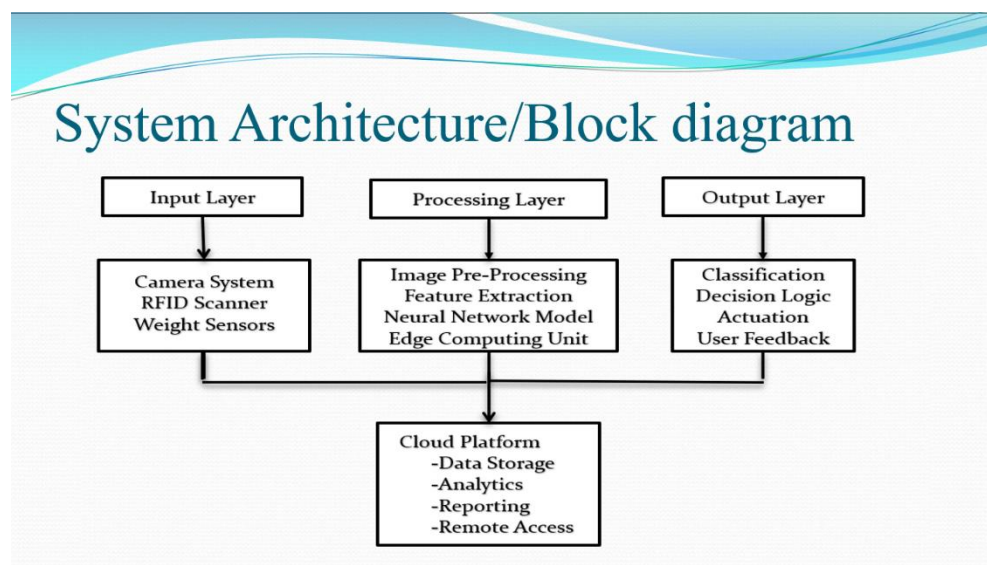 System Architecture/Block diagram
Input Layer
Processing Layer
Output Layer
Camera System
RFID Scanner
Weight Sensors
Image Pre-Processing
Feature Extraction
Neural Network Model
Edge Computing Unit
Classification
Decision Logic
Actuation
User Feedback
Cloud Platform
-Data Storage
-Analytics
-Reporting
-Remote Access